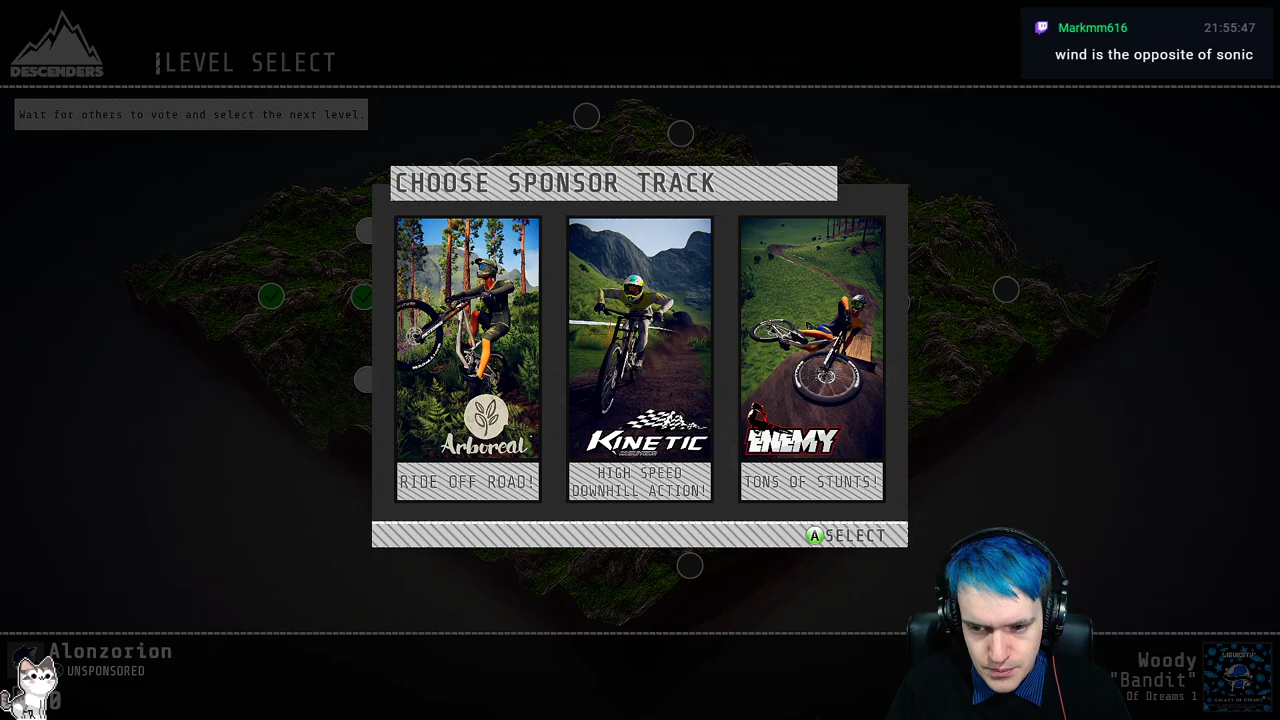 DESCENDERS
LEVEL SELECT
Markmm616 21:55:47
wind is the opposite of sonic
Wait for others to vote and select the next level.
CHOOSE SPONSOR TRACK
Arboreal
KINETIC
ENEMY
RIDE OFF ROAD!
HIGH SPEED
DOWNHILL ACTION!
TONS OF STUNTS!
A SELECT
Alonzorion
UNSPONSORED
0
Woody
"Bandit"
Of Dreams 1